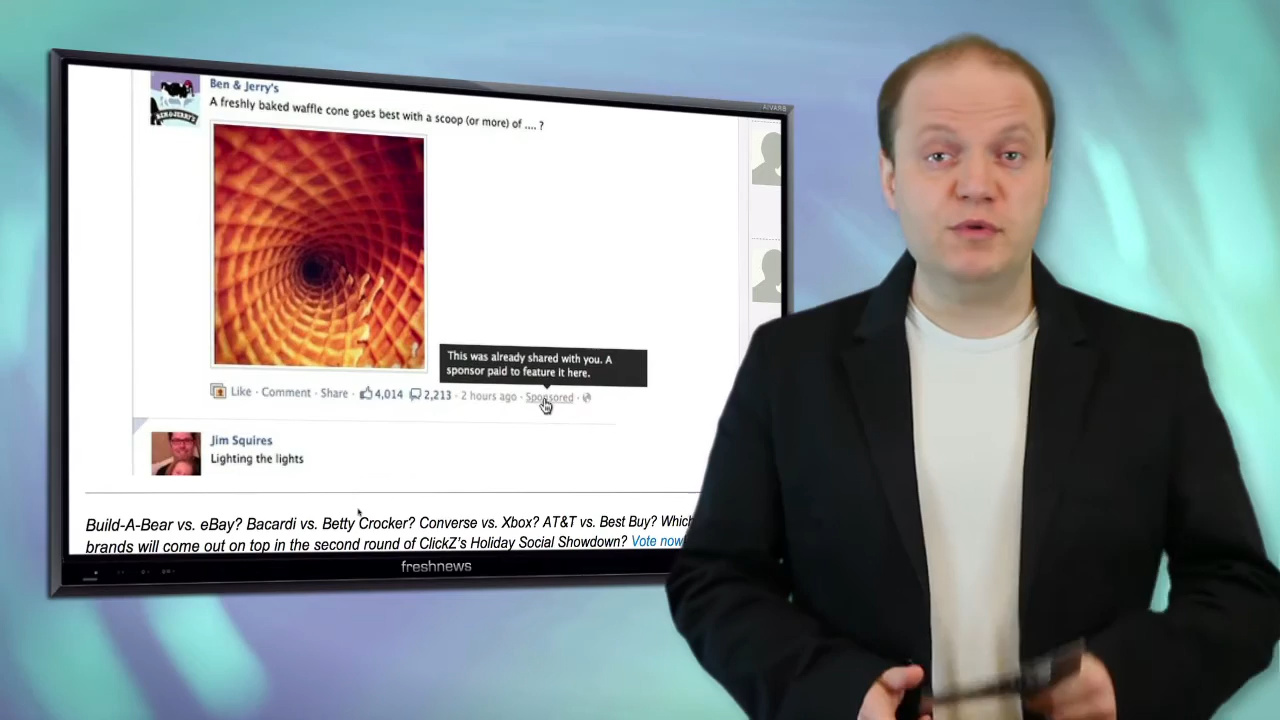 AIVARS
Ben & Jerry's
A freshly baked waffle cone goes best with a scoop (or more) of .... ?
BEN&JERRY'S
This was already shared with you. A
sponsor paid to feature it here.
Like · Comment · Share · 4,014 2,213 · 2 hours ago · Sponsored ·
Jim Squires
Lighting the lights
Build-A-Bear vs. eBay? Bacardi vs. Betty Crocker? Converse vs. Xbox? AT&T vs. Best Buy? Which
brands will come out on top in the second round of ClickZ's Holiday Social Showdown? Vote now
freshnews